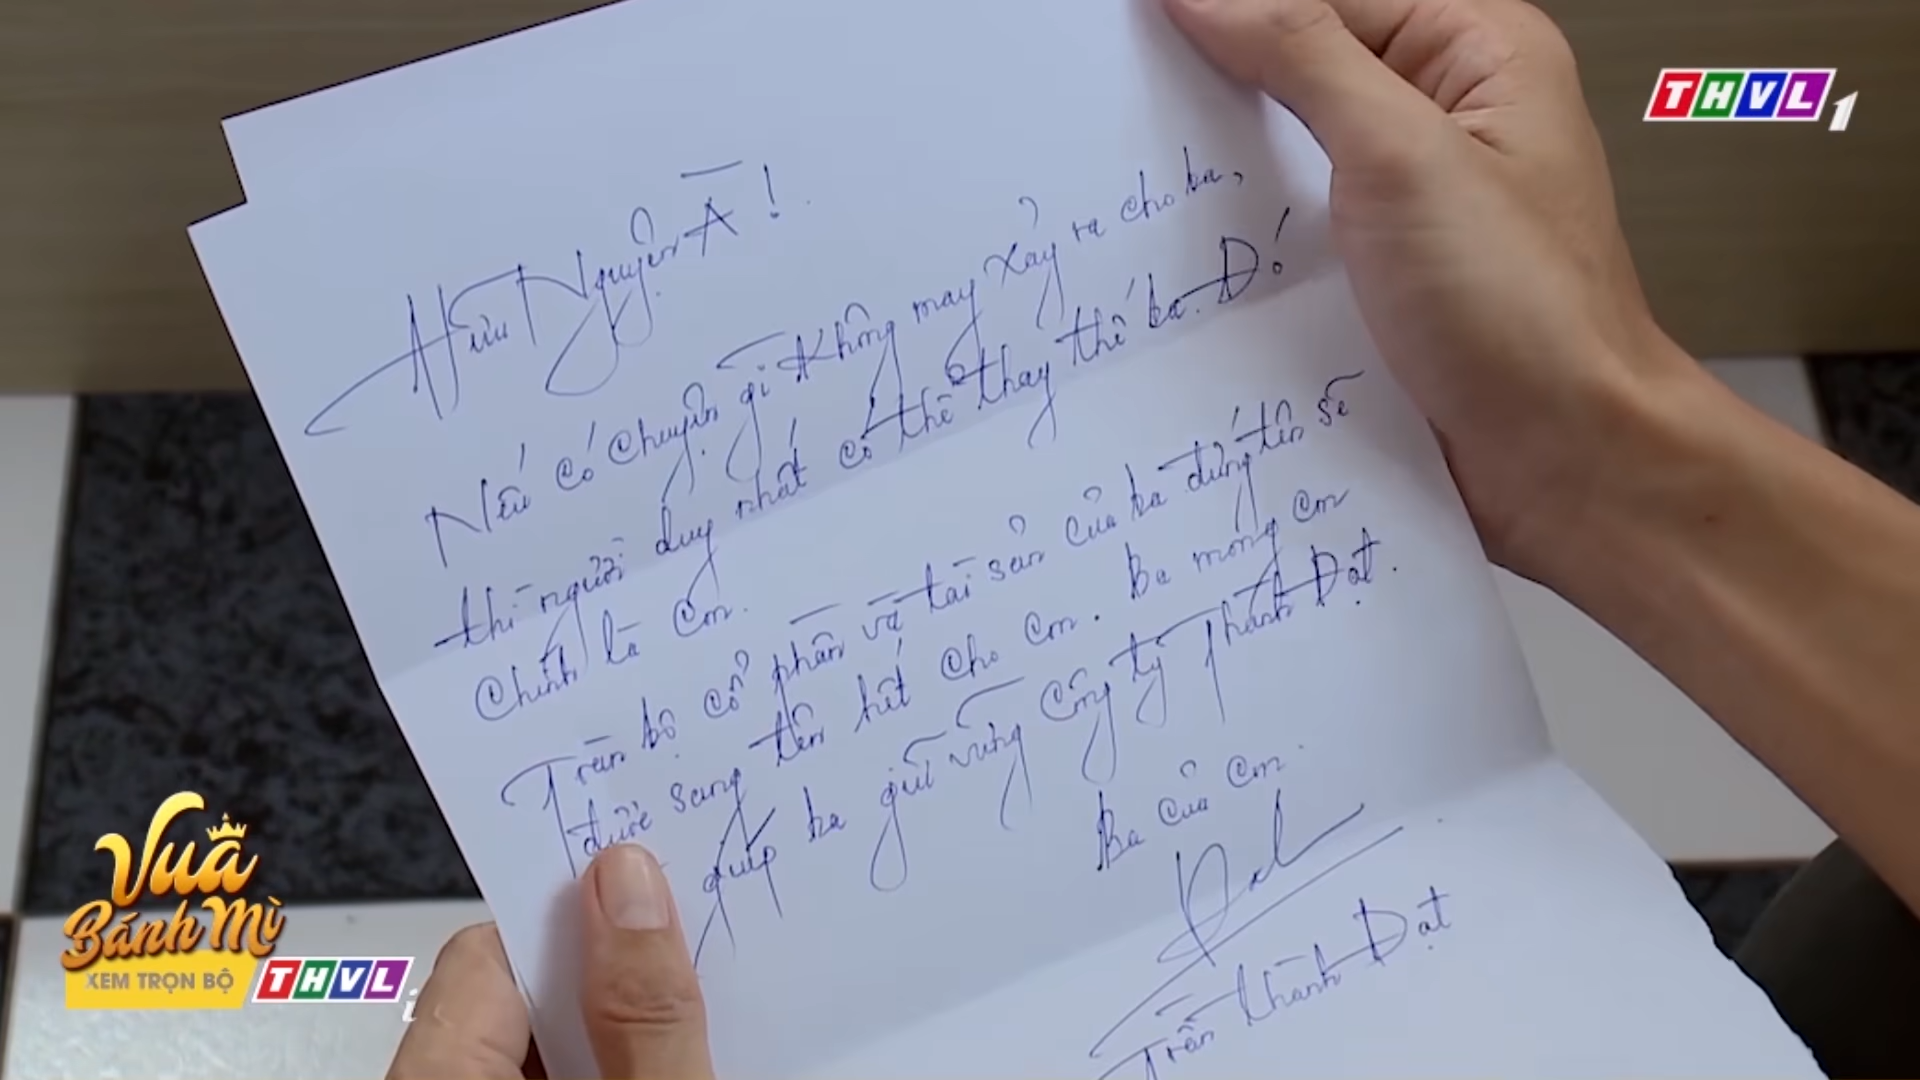 THVL1
Hữu Nguyện À!
Nếu có chuyện gì không may xảy ra cho ba,
thì người duy nhất có thể thay thế ba. Đó
chính là con.
Toàn bộ cổ phần và tài sản của ba đứng tên sẽ
được sang tên hết cho con. Ba mong con
giúp ba giữ vững công ty Thành Đạt.
Ba của con.
Trần Thành Đạt
Vua
Bánh Mì
XEM TRỌN BỘ THVLi